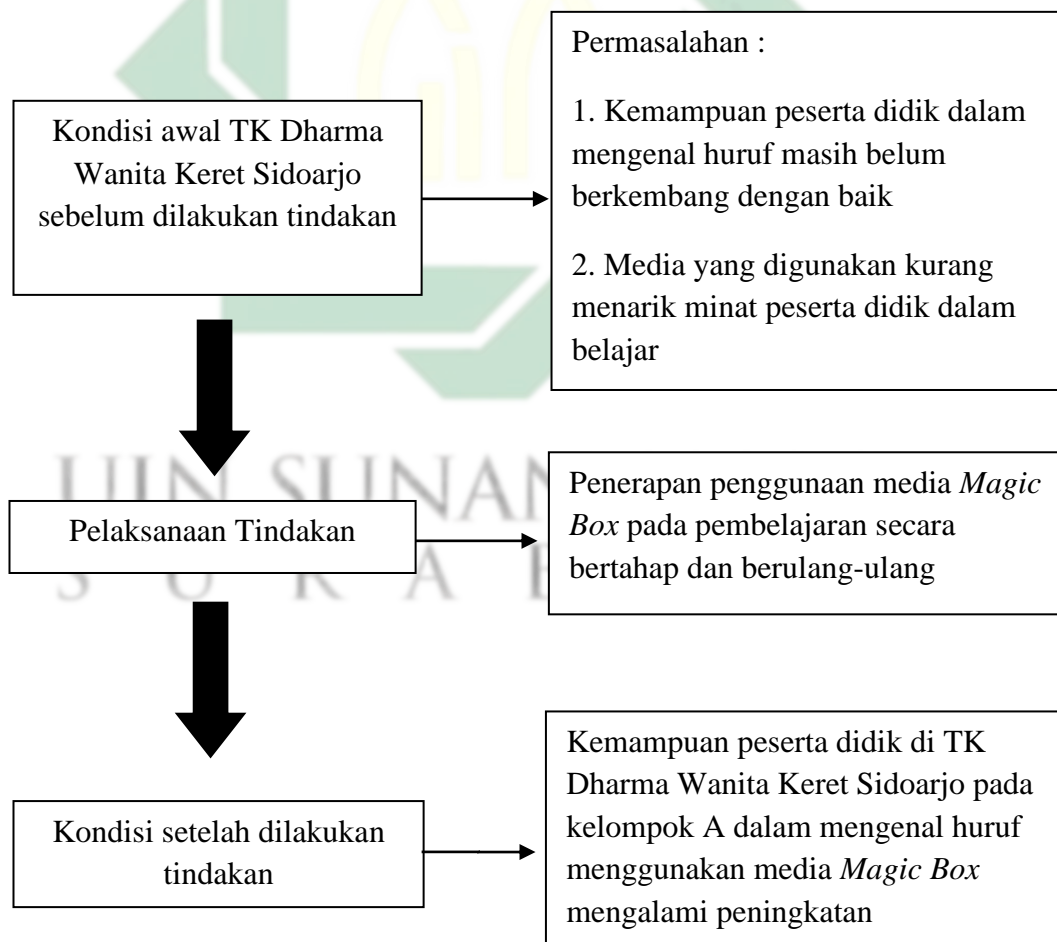 Kondisi awal TK Dharma
Wanita Keret Sidoarjo
sebelum dilakukan tindakan
Permasalahan :
1. Kemampuan peserta didik dalam
mengenal huruf masih belum
berkembang dengan baik
2. Media yang digunakan kurang
menarik minat peserta didik dalam
belajar
UIN SUNAN
Pelaksanaan Tindakan
Penerapan penggunaan media Magic
Box pada pembelajaran secara
bertahap dan berulang-ulang
Kondisi setelah dilakukan
tindakan
Kemampuan peserta didik di TK
Dharma Wanita Keret Sidoarjo pada
kelompok A dalam mengenal huruf
menggunakan media Magic Box
mengalami peningkatan